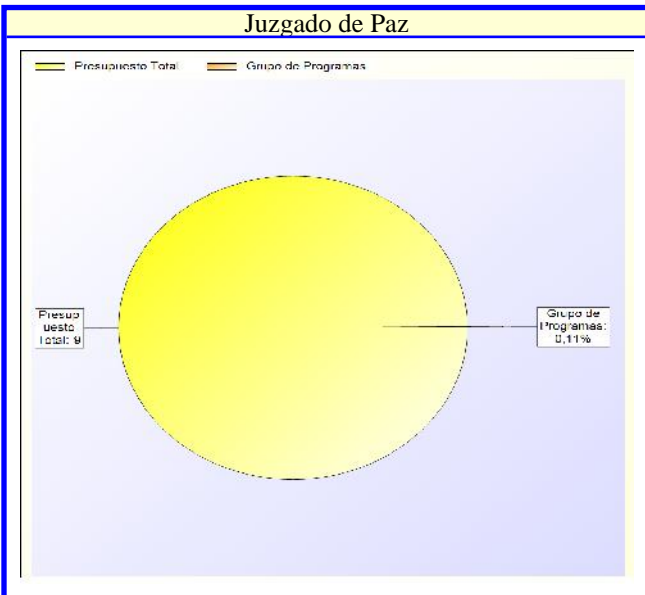 Juzgado de Paz
Presupuesto Total Grupo de Programas
Presup
uesto
Total: 9
Grupo de
Programas:
0,11%